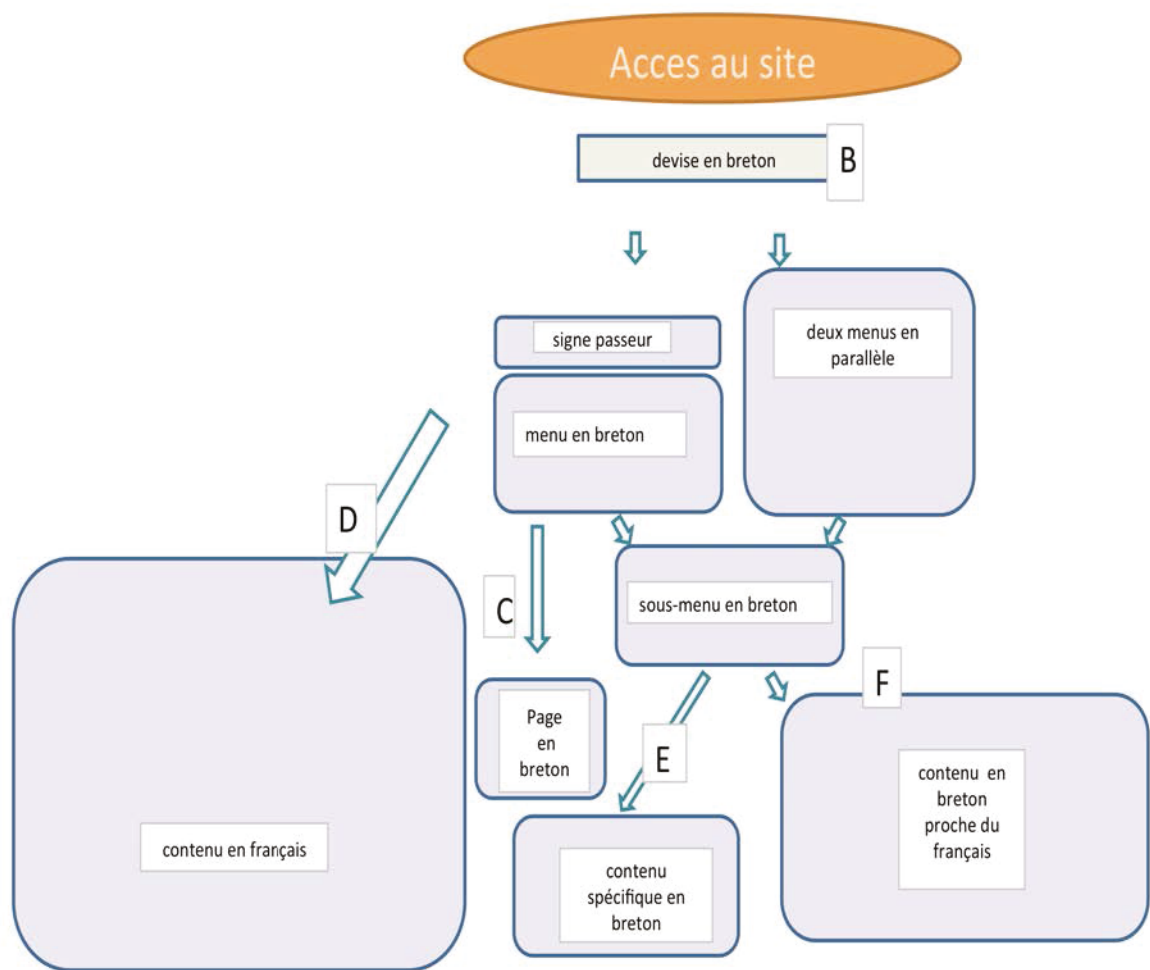 Acces au site
devise en breton
B
signe passeur
deux menus en
parallèle
menu en breton
D
C
sous-menu en breton
F
Page
en
breton
E
contenu en
breton
proche du
français
contenu en français
contenu
spécifique en
breton